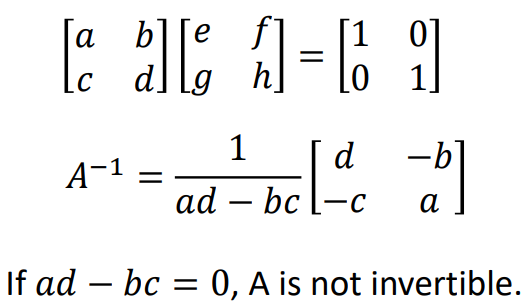 [a b; c d] [e f; g h] = [1 0; 0 1]
A⁻¹ = 1/(ad − bc) [d −b; −c a]
If ad − bc = 0, A is not invertible.